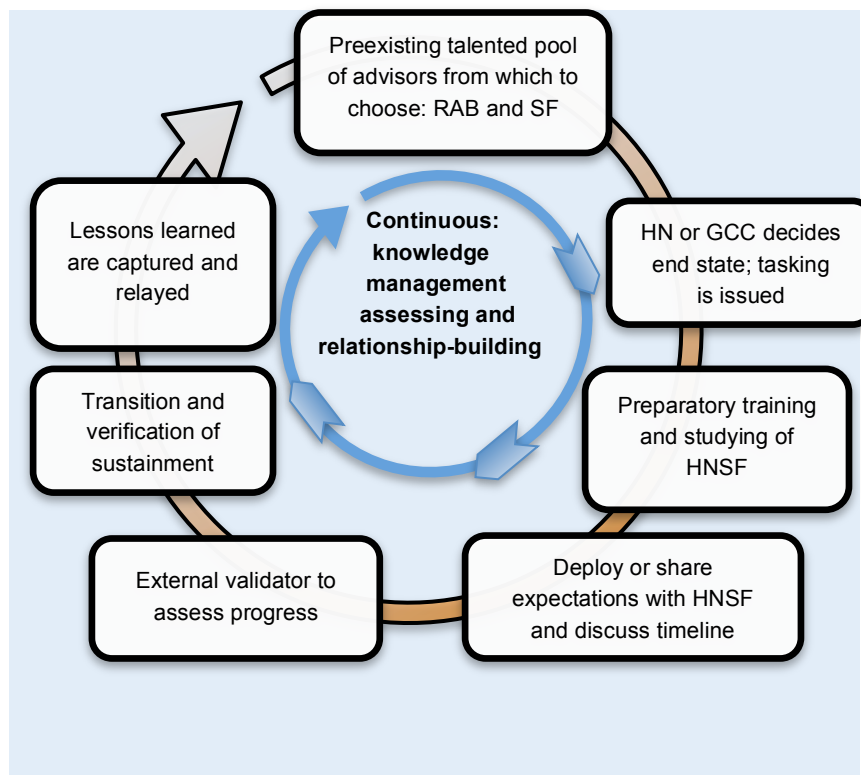 Preexisting talented pool
of advisors from which to
choose: RAB and SF
HN or GCC decides
end state; tasking
is issued
Preparatory training
and studying of
HNSF
Deploy or share
expectations with HNSF
and discuss timeline
External validator to
assess progress
Transition and
verification of
sustainment
Lessons learned
are captured and
relayed
Continuous:
knowledge
management
assessing and
relationship-building